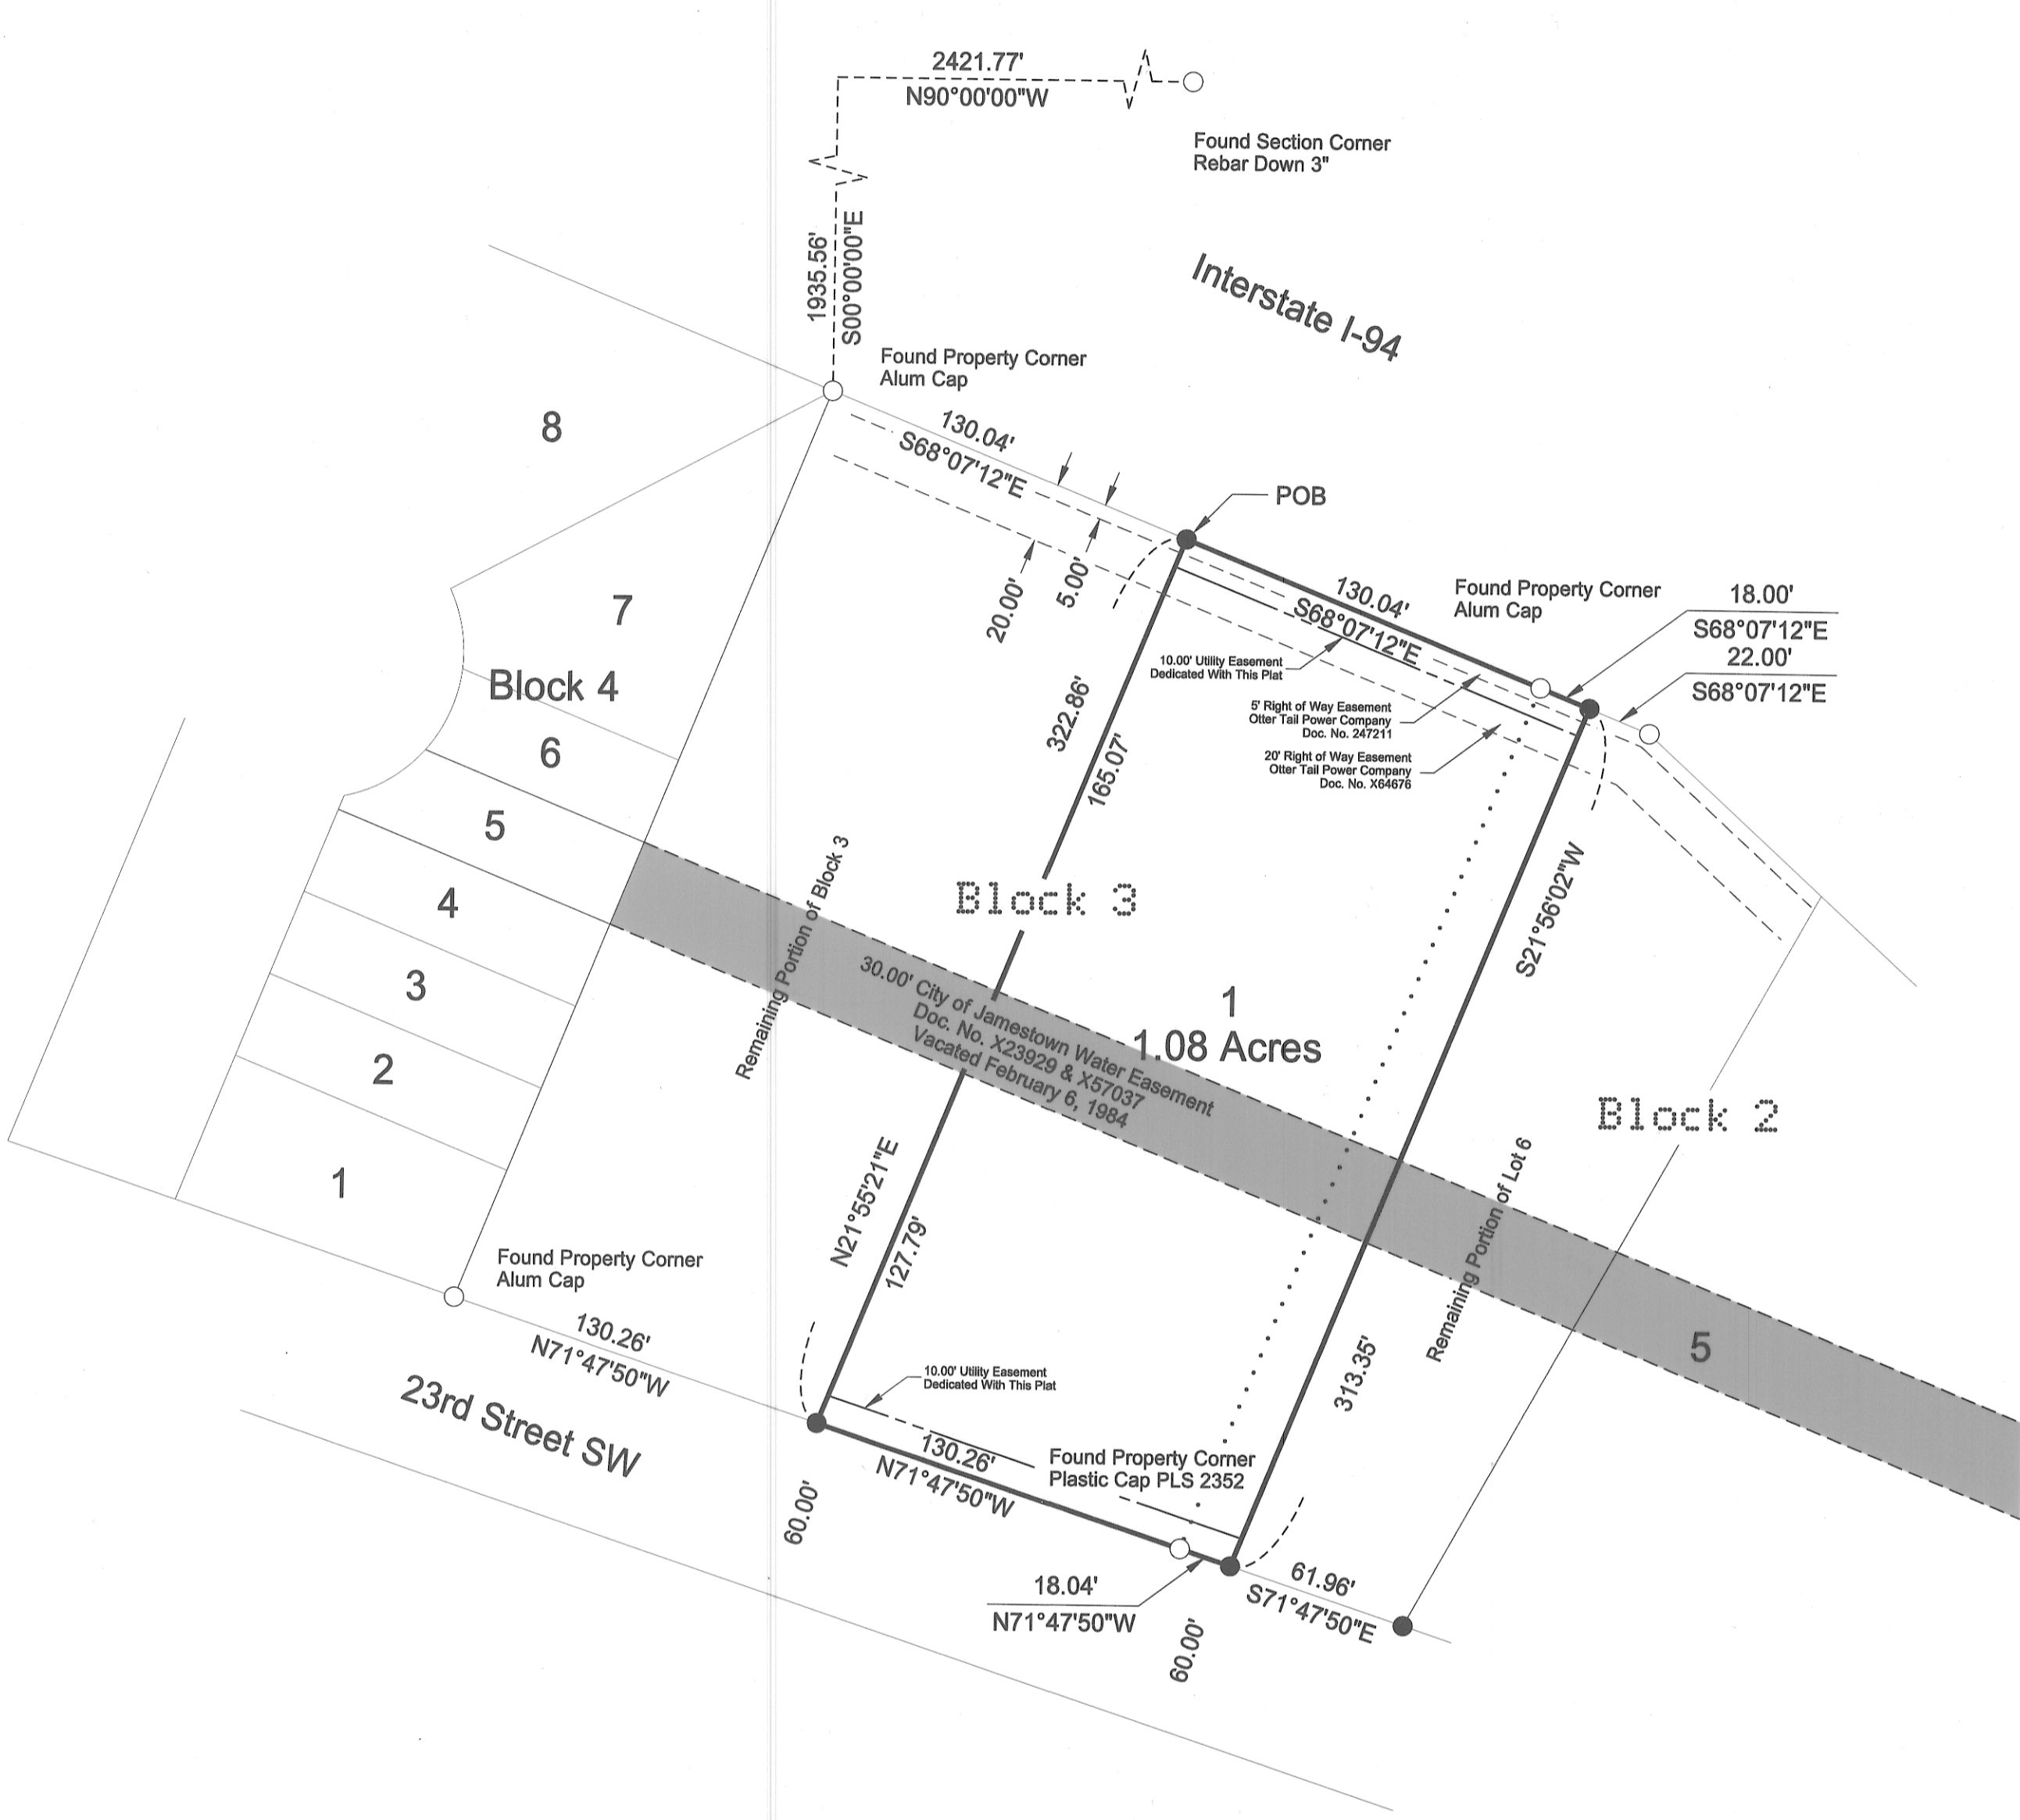 2421.77'
N90°00'00"W
Found Section Corner
Rebar Down 3"
1935.56'
S00°00'00"E
Interstate I-94
Found Property Corner
Alum Cap
8
130.04'
S68°07'12"E
POB
20.00'
5.00'
130.04'
S68°07'12"E
Found Property Corner
Alum Cap
18.00'
S68°07'12"E
22.00'
S68°07'12"E
7
Block 4
6
5
4
3
2
1
10.00' Utility Easement
Dedicated With This Plat
5' Right of Way Easement
Otter Tail Power Company
Doc. No. 247211
20' Right of Way Easement
Otter Tail Power Company
Doc. No. X64676
322.86'
165.07'
Remaining Portion of Block 3
Block 3
S21°56'02"W
30.00' City of Jamestown Water Easement
Doc. No. X23929 & X57037
Vacated February 6, 1984
1
1.08 Acres
Block 2
Remaining Portion of Lot 6
N21°55'21"E
127.79'
313.35'
5
Found Property Corner
Alum Cap
130.26'
N71°47'50"W
23rd Street SW
10.00' Utility Easement
Dedicated With This Plat
130.26'
N71°47'50"W
Found Property Corner
Plastic Cap PLS 2352
60.00'
18.04'
N71°47'50"W
60.00'
61.96'
S71°47'50"E